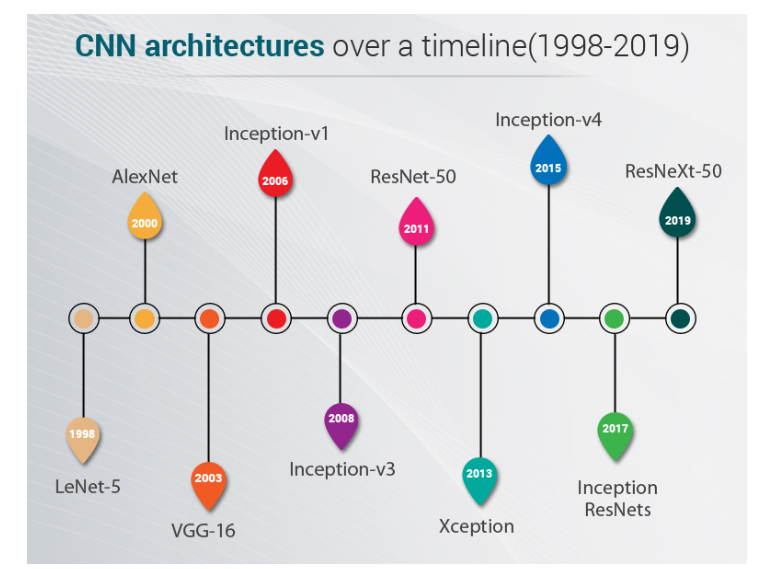 CNN architectures over a timeline(1998-2019)
Inception-v4
Inception-v1
2015
ResNeXt-50
AlexNet
2006
ResNet-50
2000
2011
2019
1998
2008
2017
LeNet-5
2003
Inception-v3
2013
Inception
ResNets
VGG-16
Xception